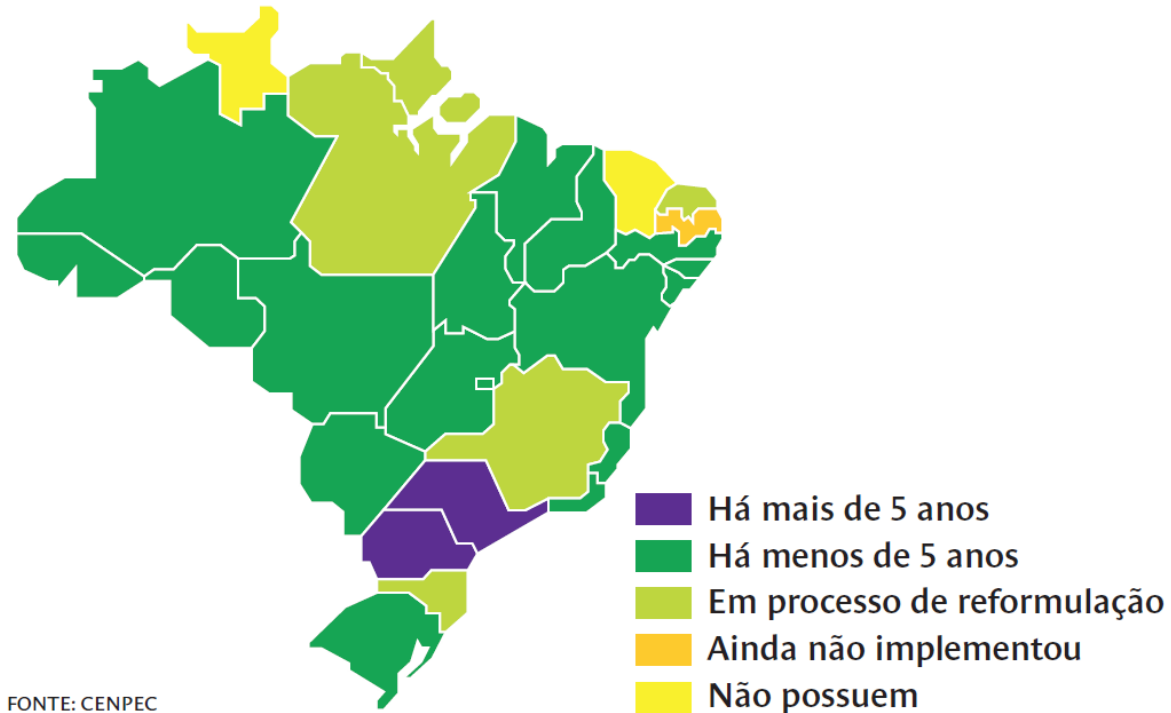 Há mais de 5 anos
Há menos de 5 anos
Em processo de reformulação
Ainda não implementou
Não possuem
FONTE: CENPEC